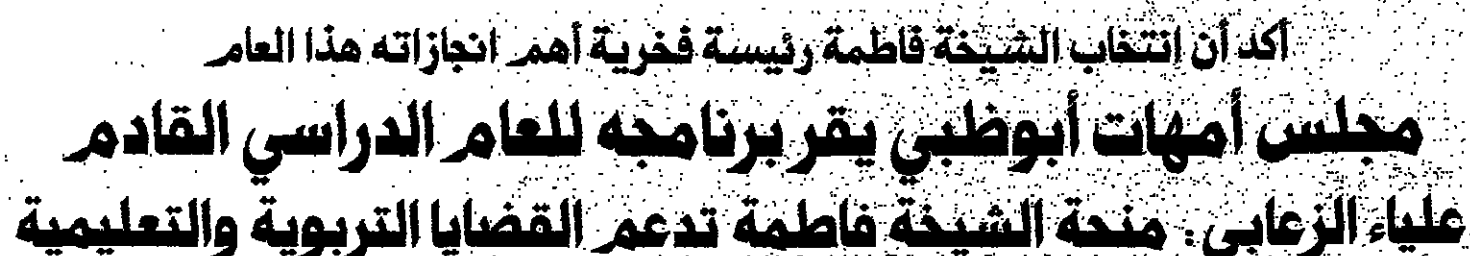 أكد أن إنتخاب الشيخة فاطمة رئيسة فخرية أهم انجازاته هذا العام
مجلس أمهات أبوظبي يقر برنامجه للعام الدراسي القادم
علياء الزعابي: منحة الشيخة فاطمة تدعم القضايا التربوية والتعليمية